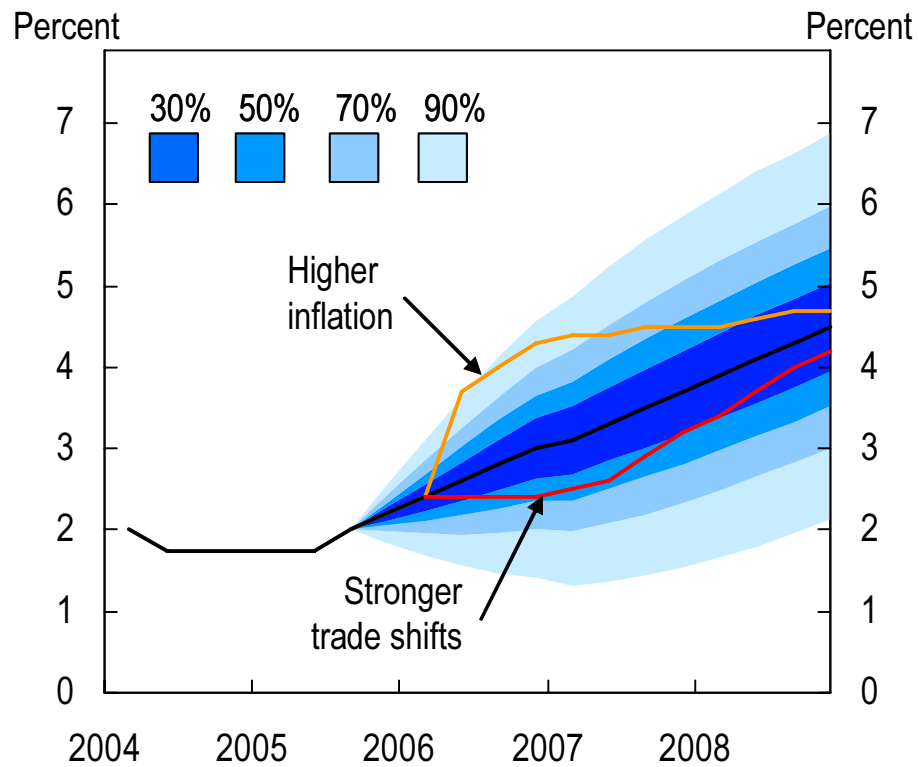 Percent Percent
30% 50% 70% 90%
7 7
6 6
Higher
inflation
5 5
4 4
3 3
2 2
Stronger
trade shifts
1 1
0 0
2004 2005 2006 2007 2008